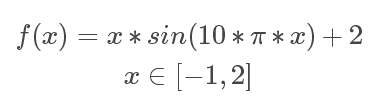 f(x) = x * sin(10 * π * x) + 2
x ∈ [−1, 2]